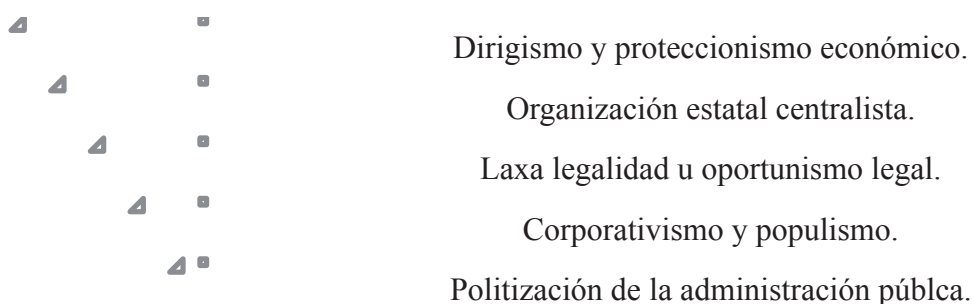 Dirigismo y proteccionismo económico.
Organización estatal centralista.
Laxa legalidad u oportunismo legal.
Corporativismo y populismo.
Politización de la administración públca.